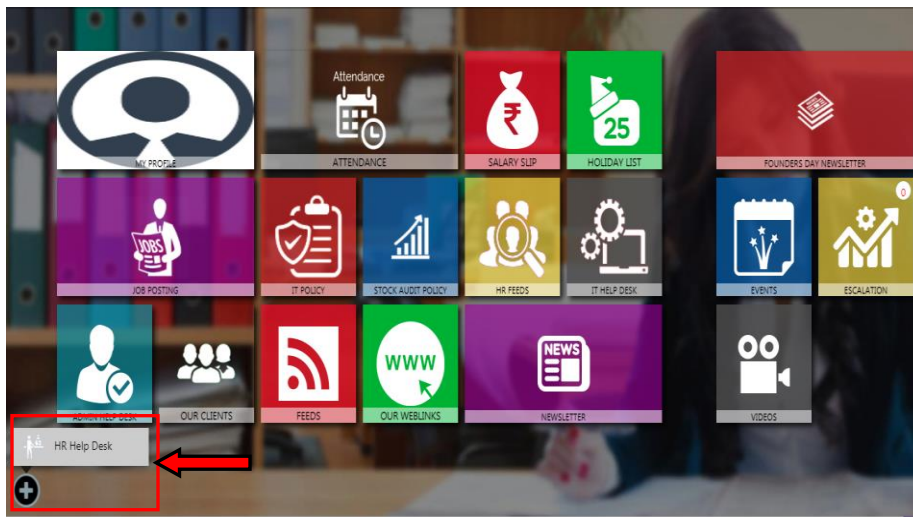 Attendance
₹
25
MY PROFILE
ATTENDANCE
SALARY SLIP
HOLIDAY LIST
FOUNDERS DAY NEWSLETTER
0
JOBS
JOB POSTING
IT POLICY
STOCK AUDIT POLICY
HR FEEDS
IT HELP DESK
EVENTS
ESCALATION
WWW
NEWS
ADMIN HELP DESK
OUR CLIENTS
FEEDS
OUR WEBLINKS
NEWSLETTER
VIDEOS
HR Help Desk